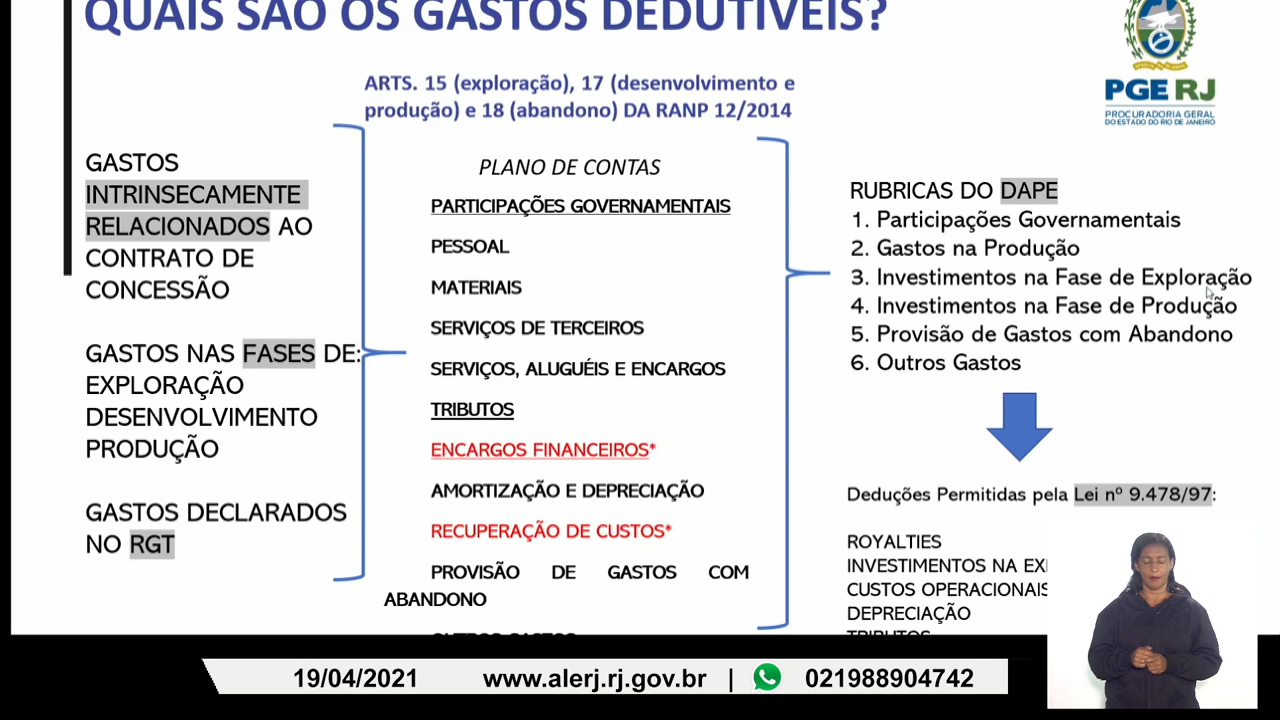 QUAIS SÃO OS GASTOS DEDUTÍVEIS?
ARTS. 15 (exploração), 17 (desenvolvimento e
produção) e 18 (abandono) DA RANP 12/2014
PGE RJ
PROCURADORIA GERAL
DO ESTADO DO RIO DE JANEIRO
GASTOS
INTRINSECAMENTE
RELACIONADOS AO
CONTRATO DE
CONCESSÃO
GASTOS NAS FASES DE:
EXPLORAÇÃO
DESENVOLVIMENTO
PRODUÇÃO
GASTOS DECLARADOS
NO RGT
PLANO DE CONTAS
PARTICIPAÇÕES GOVERNAMENTAIS
PESSOAL
MATERIAIS
SERVIÇOS DE TERCEIROS
SERVIÇOS, ALUGUÉIS E ENCARGOS
TRIBUTOS
ENCARGOS FINANCEIROS*
AMORTIZAÇÃO E DEPRECIAÇÃO
RECUPERAÇÃO DE CUSTOS*
PROVISÃO DE GASTOS COM
ABANDONO
OUTROS GASTOS
RUBRICAS DO DAPE
1. Participações Governamentais
2. Gastos na Produção
3. Investimentos na Fase de Exploração
4. Investimentos na Fase de Produção
5. Provisão de Gastos com Abandono
6. Outros Gastos
Deduções Permitidas pela Lei nº 9.478/97:
ROYALTIES
INVESTIMENTOS NA EX
CUSTOS OPERACIONAIS
DEPRECIAÇÃO
TRIBUTOS
19/04/2021 www.alerj.rj.gov.br | 021988904742